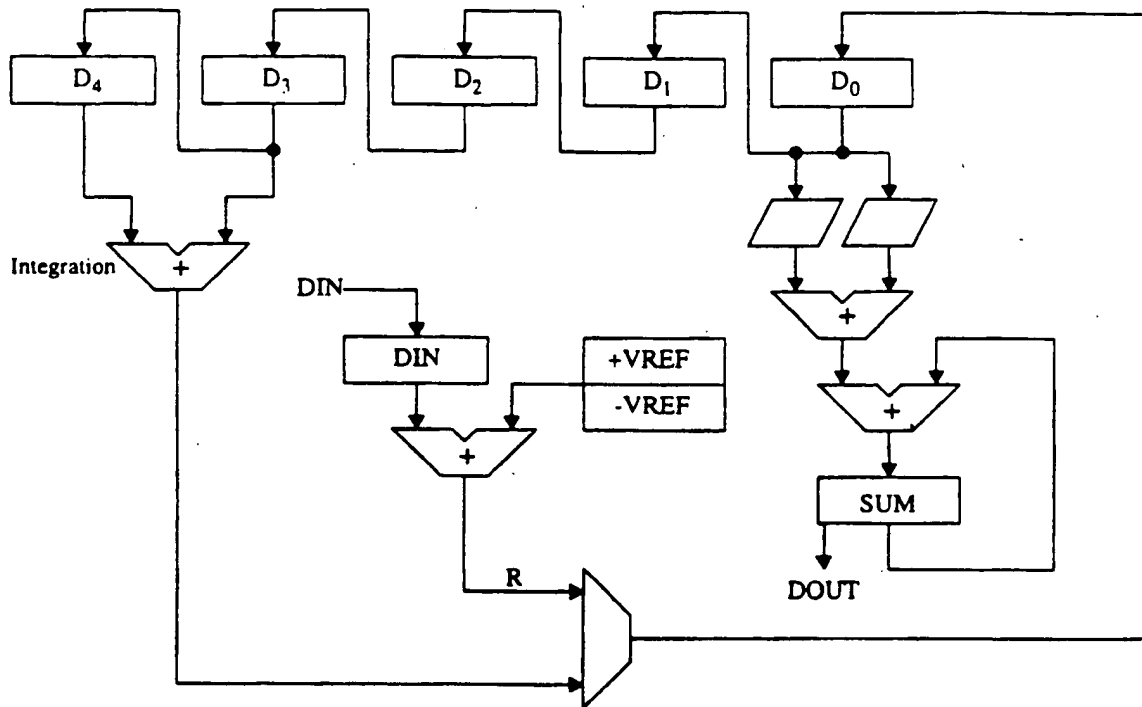 D4 D3 D2 D1 D0
+
Integration
DIN
+
DIN
+VREF
-VREF
+
+
SUM
R
DOUT